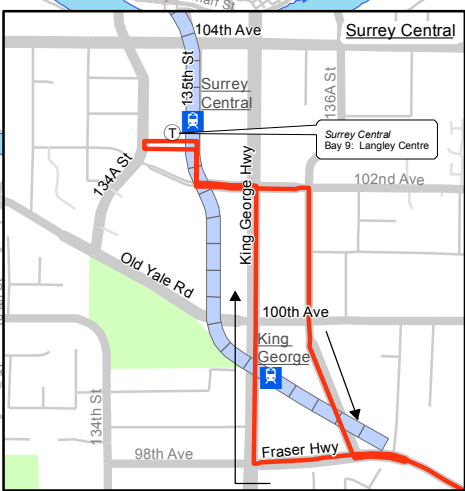 104th Ave
Surrey Central
135th St
Surrey
Central
136A St
T
Surrey Central
Bay 9: Langley Centre
134A St
King George Hwy
102nd Ave
Old Yale Rd
100th Ave
King
George
134th St
98th Ave
Fraser Hwy